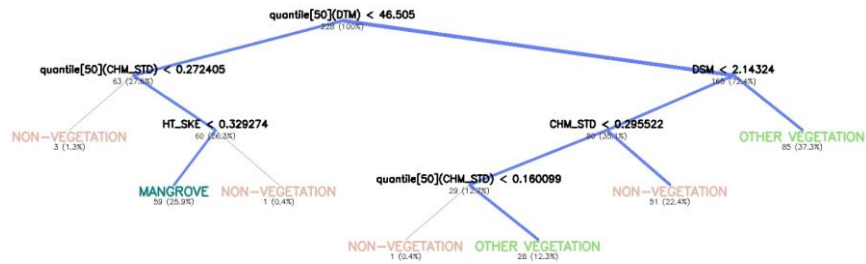 quantile[50](DTM) < 46.505
228 (100%)
quantile[50](CHM_STD) < 0.272405
63 (27.6%)
DSM < 2.14324
165 (72.4%)
NON-VEGETATION
3 (1.3%)
HT_SKE < 0.329274
60 (26.3%)
CHM_STD < 0.295522
80 (35.1%)
OTHER VEGETATION
85 (37.3%)
MANGROVE
59 (25.9%)
NON-VEGETATION
1 (0.4%)
quantile[50](CHM_STD) < 0.160099
29 (12.7%)
NON-VEGETATION
51 (22.4%)
NON-VEGETATION
1 (0.4%)
OTHER VEGETATION
28 (12.3%)